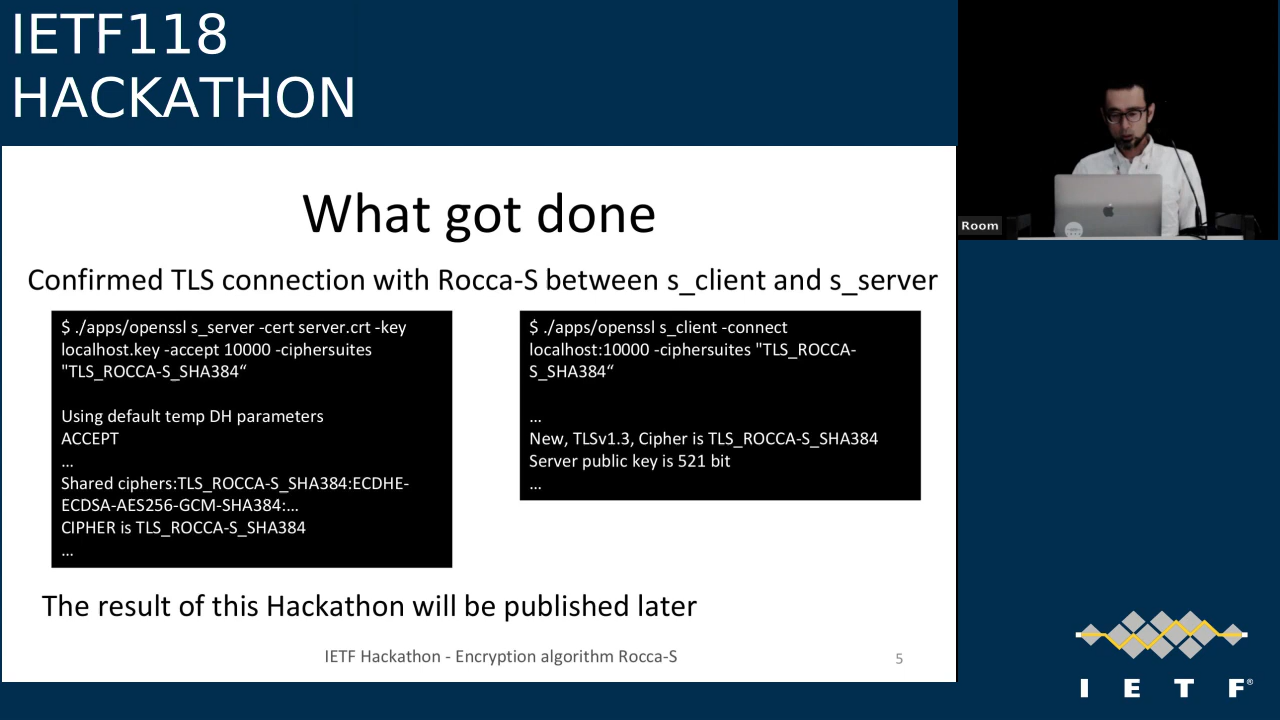 IETF118
HACKATHON
Room
What got done
Confirmed TLS connection with Rocca-S between s_client and s_server
$ ./apps/openssl s_server -cert server.crt -key
localhost.key -accept 10000 -ciphersuites
"TLS_ROCCA-S_SHA384“
Using default temp DH parameters
ACCEPT
…
Shared ciphers:TLS_ROCCA-S_SHA384:ECDHE-
ECDSA-AES256-GCM-SHA384:…
CIPHER is TLS_ROCCA-S_SHA384
…
$ ./apps/openssl s_client -connect
localhost:10000 -ciphersuites "TLS_ROCCA-
S_SHA384“
…
New, TLSv1.3, Cipher is TLS_ROCCA-S_SHA384
Server public key is 521 bit
…
The result of this Hackathon will be published later
IETF Hackathon - Encryption algorithm Rocca-S
5
I E T F®